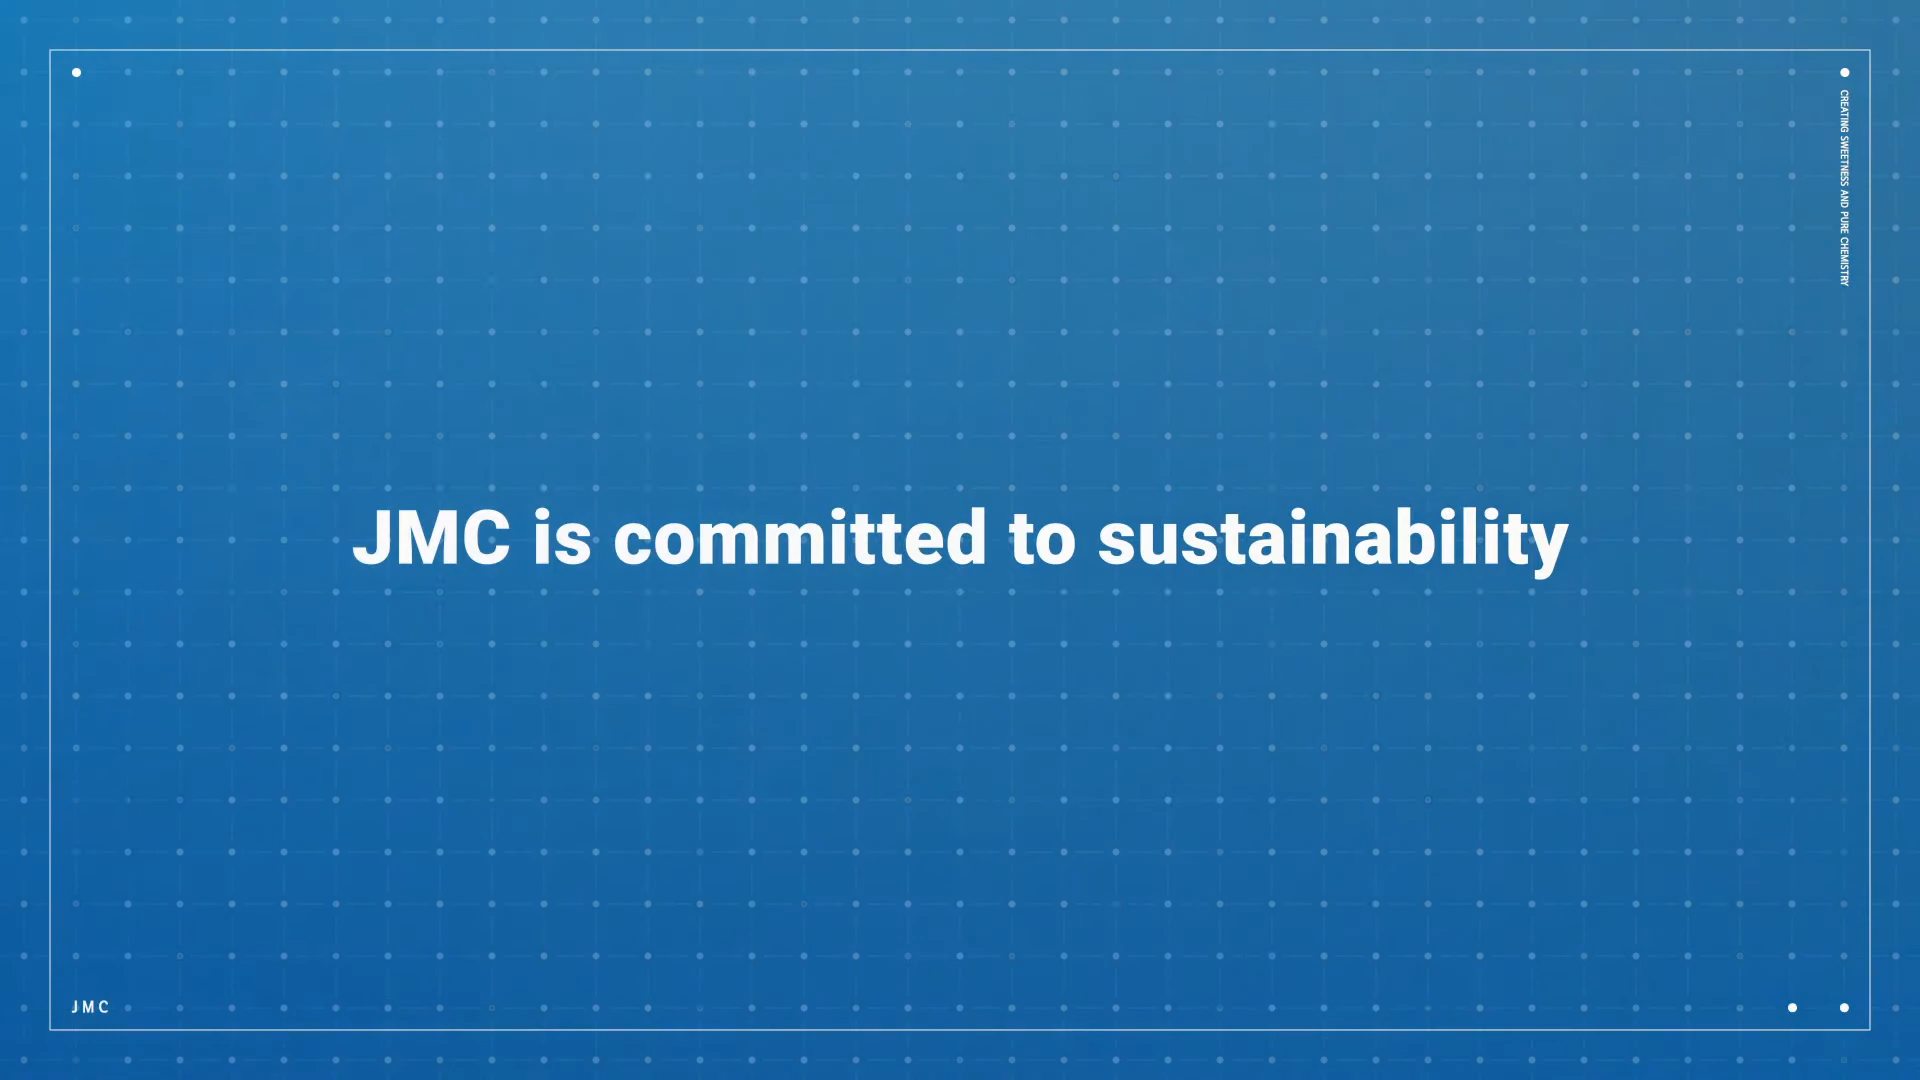 CREATING SWEETNESS AND PURE CHEMISTRY
JMC is committed to sustainability
JMC